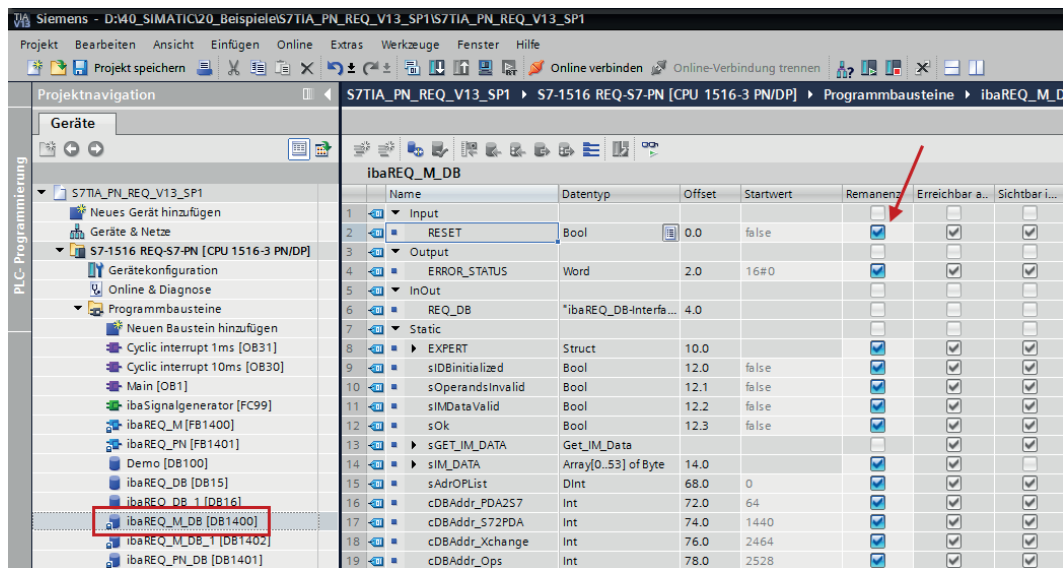 Siemens - D:\40_SIMATIC\20_Beispiele\S7TIA_PN_REQ_V13_SP1\S7TIA_PN_REQ_V13_SP1
Projekt Bearbeiten Ansicht Einfügen Online Extras Werkzeuge Fenster Hilfe
Projekt speichern Online verbinden Online-Verbindung trennen
Projektnavigation
S7TIA_PN_REQ_V13_SP1 S7-1516 REQ-S7-PN [CPU 1516-3 PN/DP] Programmbausteine ibaREQ_M_D
Geräte
PLC-Programmierung
S7TIA_PN_REQ_V13_SP1
Neues Gerät hinzufügen
Geräte & Netze
S7-1516 REQ-S7-PN [CPU 1516-3 PN/DP]
Gerätekonfiguration
Online & Diagnose
Programmbausteine
Neuen Baustein hinzufügen
Cyclic interrupt 1ms [OB31]
Cyclic interrupt 10ms [OB30]
Main [OB1]
ibaSignalgenerator [FC99]
ibaREQ_M [FB1400]
ibaREQ_PN [FB1401]
Demo [DB100]
ibaREQ_DB [DB15]
ibaREQ_DB_1 [DB16]
ibaREQ_M_DB [DB1400]
ibaREQ_M_DB_1 [DB1402]
ibaREQ_PN_DB [DB1401]
ibaREQ_M_DB
Name Datentyp Offset Startwert Remanenz Erreichbar a... Sichtbar i...
1 Input
2 RESET Bool 0.0 false
3 Output
4 ERROR_STATUS Word 2.0 16#0
5 InOut
6 REQ_DB "ibaREQ_DB-Interfa... 4.0
7 Static
8 EXPERT Struct 10.0
9 sIDBinitialized Bool 12.0 false
10 sOperandsInvalid Bool 12.1 false
11 sIMDataValid Bool 12.2 false
12 sOk Bool 12.3 false
13 sGET_IM_DATA Get_IM_Data
14 sIM_DATA Array[0..53] of Byte 14.0
15 sAdrOPList DInt 68.0 0
16 cDBAddr_PDA2S7 Int 72.0 64
17 cDBAddr_S72PDA Int 74.0 1440
18 cDBAddr_Xchange Int 76.0 2464
19 cDBAddr_Ops Int 78.0 2528